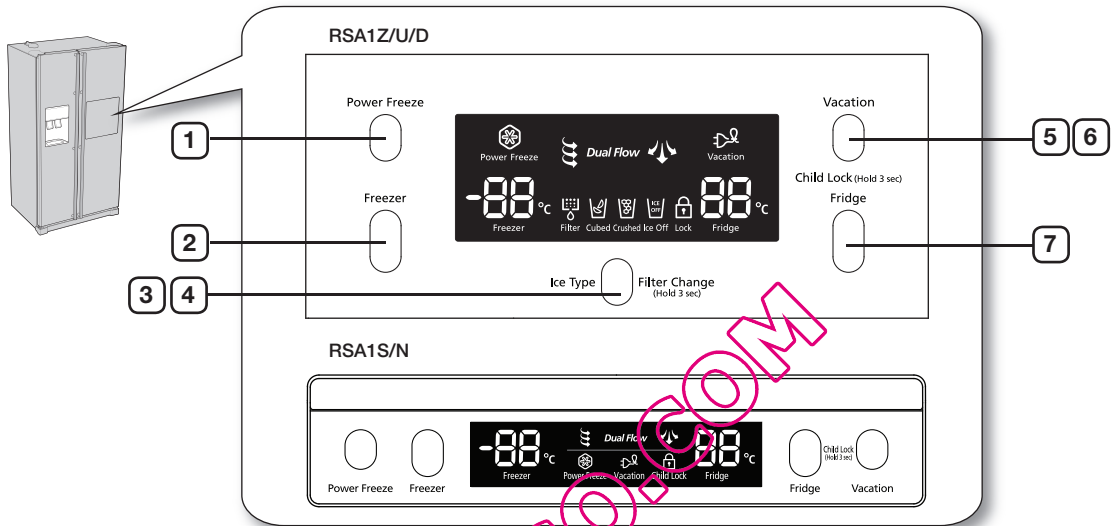 RSA1Z/U/D
Power Freeze
Vacation
1
5 6
Power Freeze
Dual Flow
Vacation
Child Lock (Hold 3 sec)
Freezer
Fridge
-88 °C
ICE OFF
88 °C
Freezer
Filter Cubed Crushed Ice Off Lock
Fridge
2
7
3 4
Ice Type
Filter Change
(Hold 3 sec)
RSA1S/N
-88 °C
Dual Flow
88 °C
Freezer
Power Freeze Vacation Child Lock
Fridge
Child Lock
(Hold 3 sec)
Power Freeze
Freezer
Fridge
Vacation
O.COM